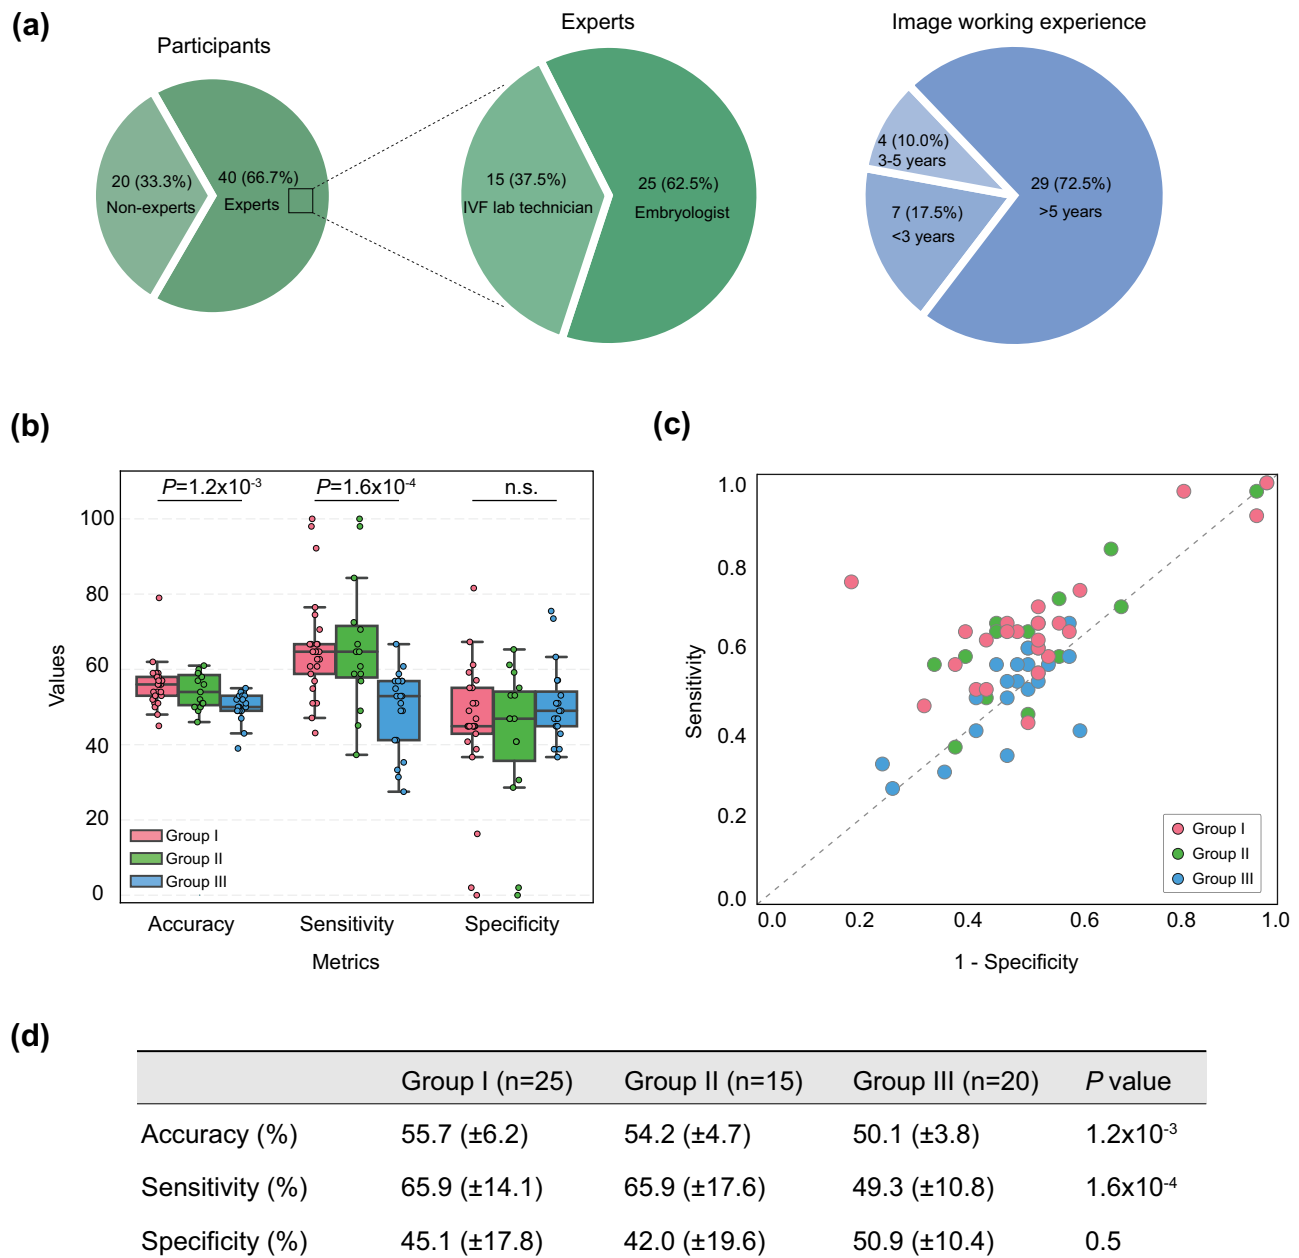 (a)
Participants
20 (33.3%)
Non-experts
40 (66.7%)
Experts
Experts
15 (37.5%)
IVF lab technician
25 (62.5%)
Embryologist
Image working experience
4 (10.0%)
3-5 years
7 (17.5%)
<3 years
29 (72.5%)
>5 years
(b)
P=1.2x10⁻³
P=1.6x10⁻⁴
n.s.
Values
100
80
60
40
20
0
Group I
Group II
Group III
Accuracy
Sensitivity
Specificity
Metrics
(c)
Sensitivity
1.0
0.8
0.6
0.4
0.2
0.0
Group I
Group II
Group III
0.0
0.2
0.4
0.6
0.8
1.0
1 - Specificity
(d)
Group I (n=25) Group II (n=15) Group III (n=20) P value
Accuracy (%) 55.7 (±6.2) 54.2 (±4.7) 50.1 (±3.8) 1.2x10⁻³
Sensitivity (%) 65.9 (±14.1) 65.9 (±17.6) 49.3 (±10.8) 1.6x10⁻⁴
Specificity (%) 45.1 (±17.8) 42.0 (±19.6) 50.9 (±10.4) 0.5